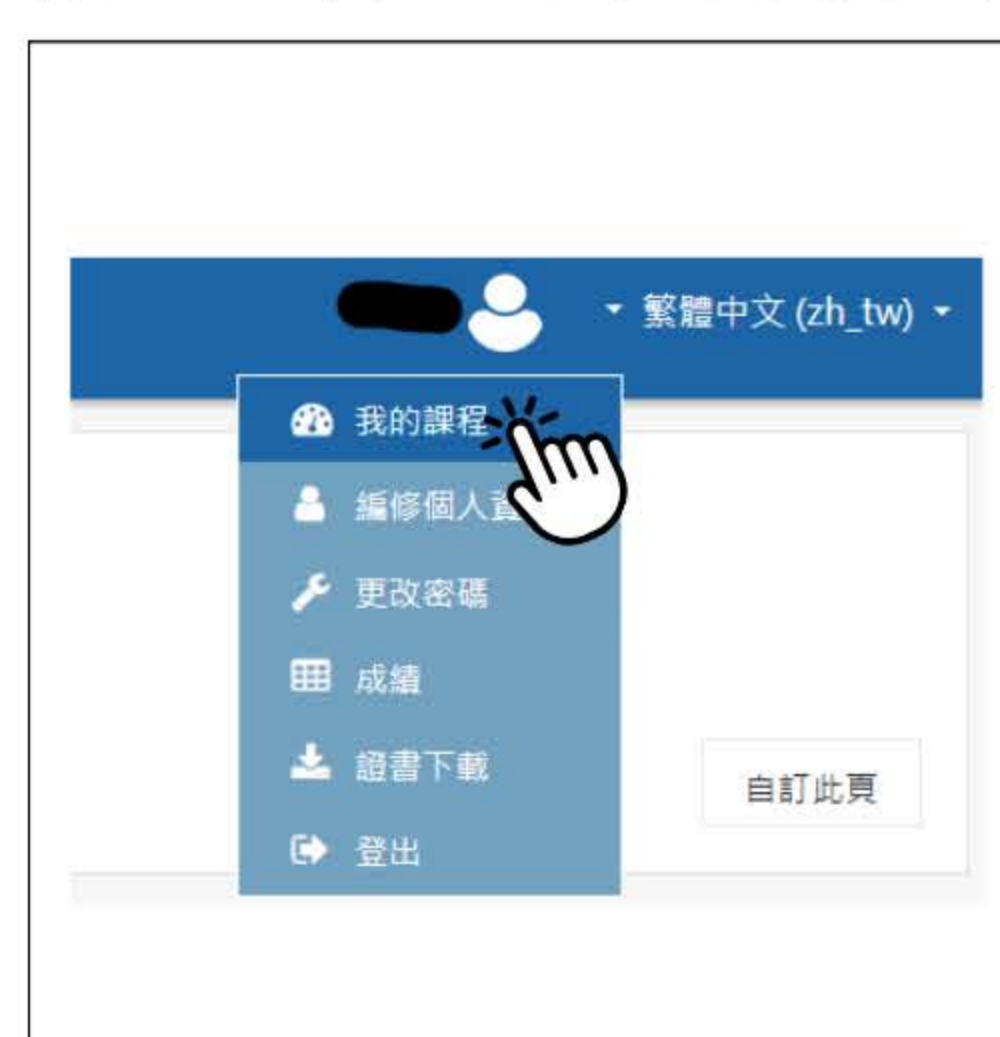 繁體中文 (zh_tw)
我的課程
編修個人
更改密碼
成績
證書下載
自訂此頁
登出